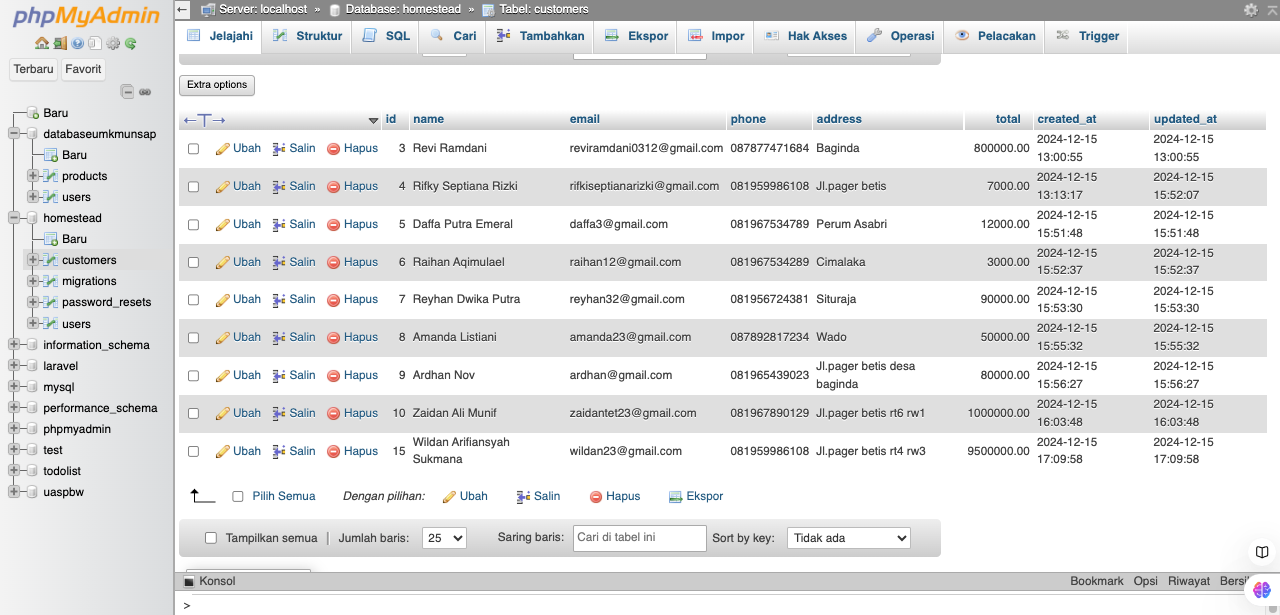 phpMyAdmin
Terbaru Favorit
Baru
databaseumkmunsap
Baru
products
users
homestead
Baru
customers
migrations
password_resets
users
information_schema
laravel
mysql
performance_schema
phpmyadmin
test
todolist
uaspbw
Server: localhost » Database: homestead » Tabel: customers
Jelajahi Struktur SQL Cari Tambahkan Ekspor Impor Hak Akses Operasi Pelacakan Trigger
Extra options
←T→ id name email phone address total created_at updated_at
Ubah Salin Hapus 3 Revi Ramdani reviramdani0312@gmail.com 087877471684 Baginda 800000.00 2024-12-15 13:00:55 2024-12-15 13:00:55
Ubah Salin Hapus 4 Rifky Septiana Rizki rifkiseptianarizki@gmail.com 081959986108 Jl.pager betis 7000.00 2024-12-15 13:13:17 2024-12-15 15:52:07
Ubah Salin Hapus 5 Daffa Putra Emeral daffa3@gmail.com 081967534789 Perum Asabri 12000.00 2024-12-15 15:51:48 2024-12-15 15:51:48
Ubah Salin Hapus 6 Raihan Aqimulael raihan12@gmail.com 081967534289 Cimalaka 3000.00 2024-12-15 15:52:37 2024-12-15 15:52:37
Ubah Salin Hapus 7 Reyhan Dwika Putra reyhan32@gmail.com 081956724381 Situraja 90000.00 2024-12-15 15:53:30 2024-12-15 15:53:30
Ubah Salin Hapus 8 Amanda Listiani amanda23@gmail.com 087892817234 Wado 50000.00 2024-12-15 15:55:32 2024-12-15 15:55:32
Ubah Salin Hapus 9 Ardhan Nov ardhan@gmail.com 081965439023 Jl.pager betis desa baginda 80000.00 2024-12-15 15:56:27 2024-12-15 15:56:27
Ubah Salin Hapus 10 Zaidan Ali Munif zaidantet23@gmail.com 081967890129 Jl.pager betis rt6 rw1 1000000.00 2024-12-15 16:03:48 2024-12-15 16:03:48
Ubah Salin Hapus 15 Wildan Arifiansyah Sukmana wildan23@gmail.com 081959986108 Jl.pager betis rt4 rw3 9500000.00 2024-12-15 17:09:58 2024-12-15 17:09:58
Pilih Semua Dengan pilihan: Ubah Salin Hapus Ekspor
Tampilkan semua | Jumlah baris: 25 Saring baris: Cari di tabel ini Sort by key: Tidak ada
Konsol Bookmark Opsi Riwayat
>